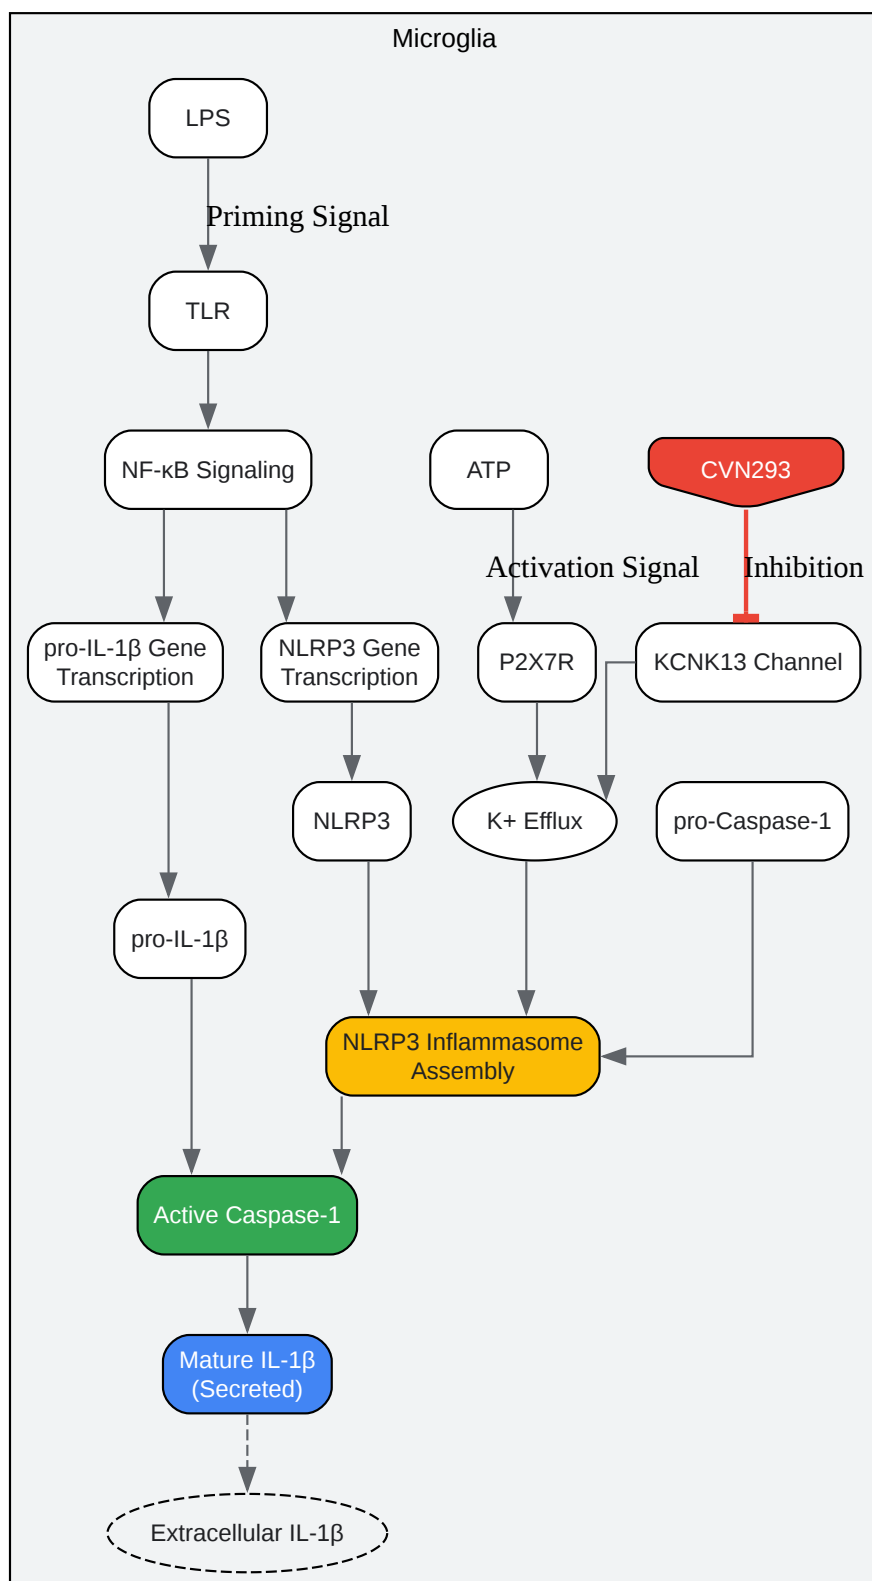 Microglia
LPS
Priming Signal
TLR
NF-κB Signaling
ATP
CVN293
Activation Signal
Inhibition
pro-IL-1β Gene
Transcription
NLRP3 Gene
Transcription
P2X7R
KCNK13 Channel
NLRP3
K+ Efflux
pro-Caspase-1
pro-IL-1β
NLRP3 Inflammasome
Assembly
Active Caspase-1
Mature IL-1β
(Secreted)
Extracellular IL-1β